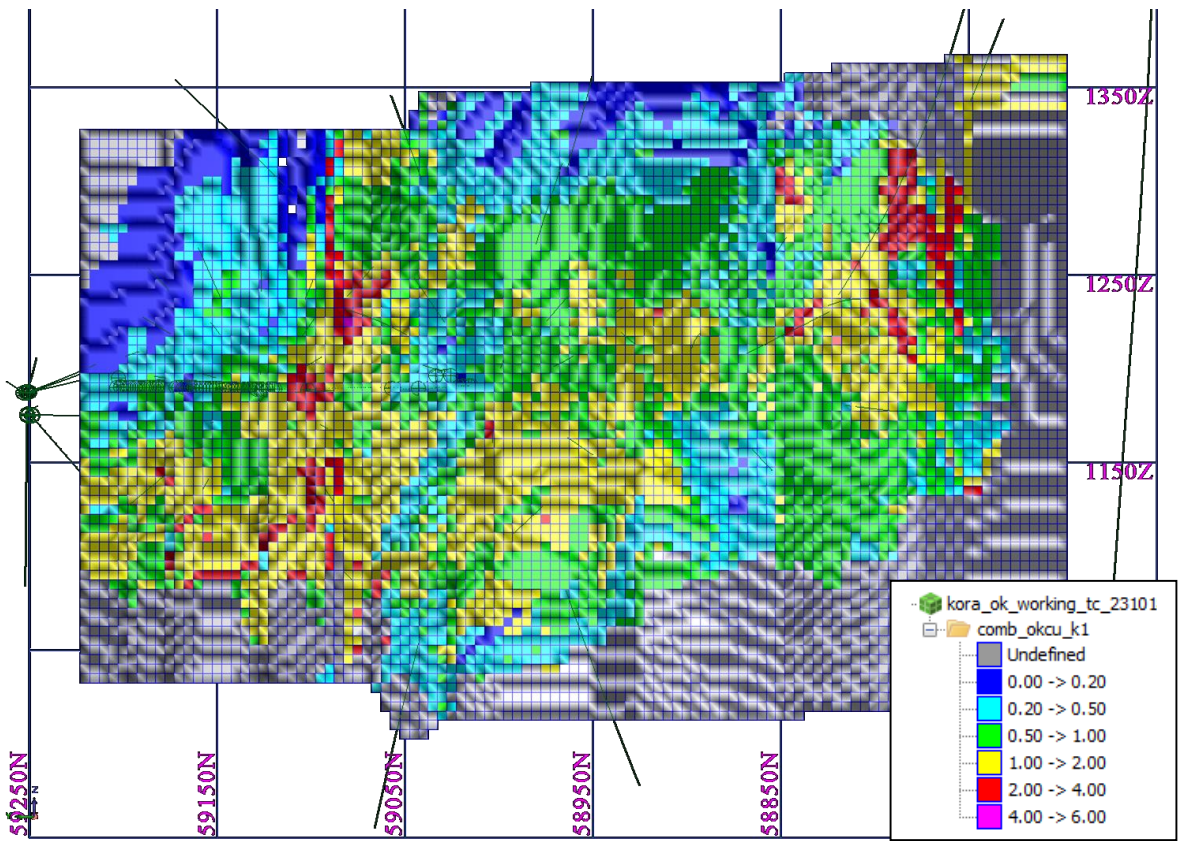 1350Z
1250Z
1150Z
59250N
59150N
59050N
58950N
58850N
kora_ok_working_tc_23101
comb_okcu_k1
Undefined
0.00 -> 0.20
0.20 -> 0.50
0.50 -> 1.00
1.00 -> 2.00
2.00 -> 4.00
4.00 -> 6.00